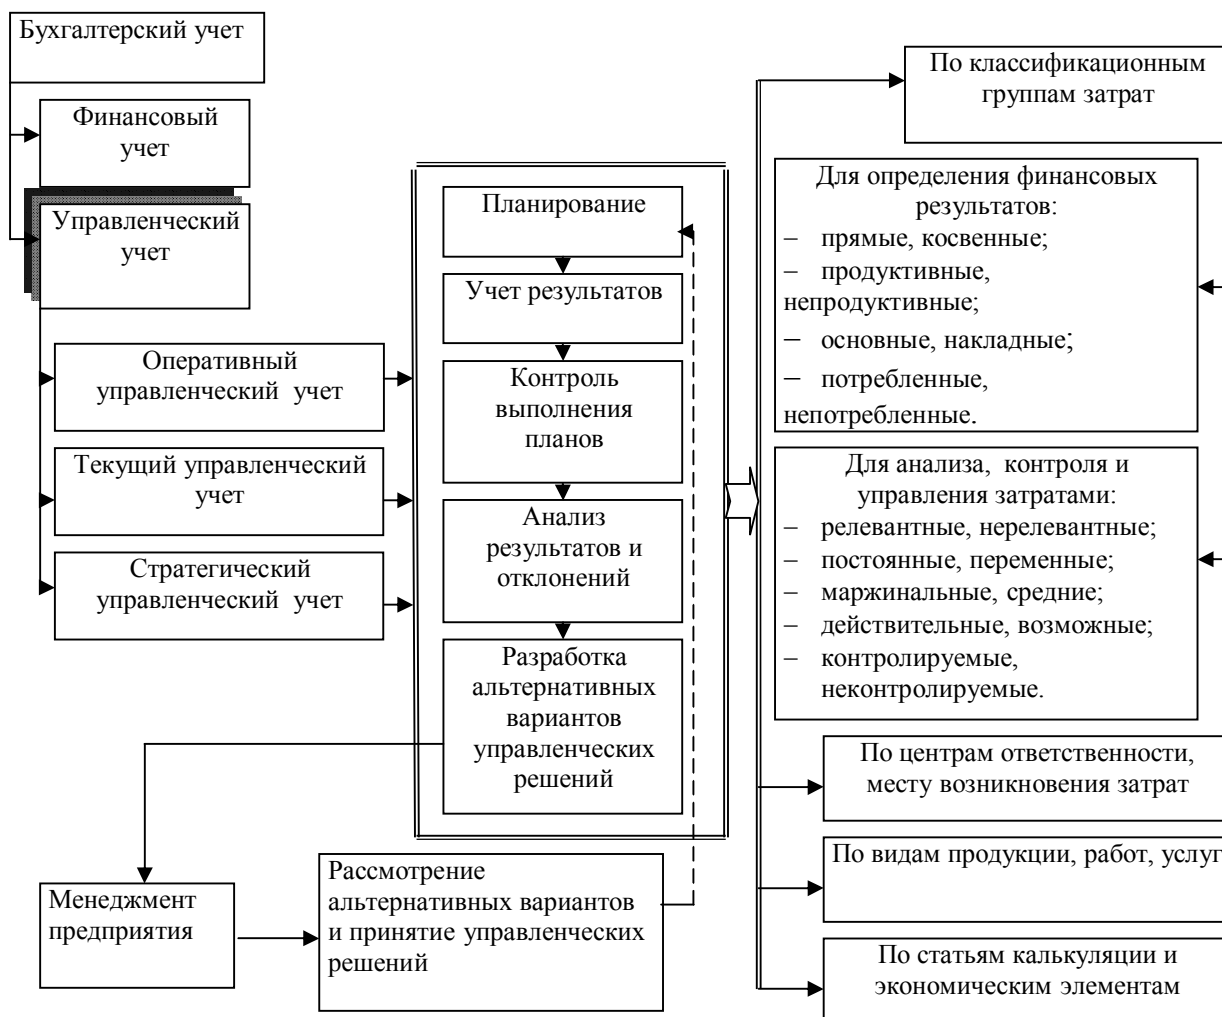 Бухгалтерский учет
Финансовый
учет
Управленческий
учет
Оперативный
управленческий учет
Текущий управленческий
учет
Стратегический
управленческий учет
Планирование
Учет результатов
Контроль
выполнения
планов
Анализ
результатов и
отклонений
Разработка
альтернативных
вариантов
управленческих
решений
Менеджмент
предприятия
Рассмотрение
альтернативных вариантов
и принятие управленческих
решений
По классификационным
группам затрат
Для определения финансовых
результатов:
– прямые, косвенные;
– продуктивные,
непродуктивные;
– основные, накладные;
– потребленные,
непотребленные.
Для анализа, контроля и
управления затратами:
– релевантные, нерелевантные;
– постоянные, переменные;
– маржинальные, средние;
– действительные, возможные;
– контролируемые,
неконтролируемые.
По центрам ответственности,
месту возникновения затрат
По видам продукции, работ, услуг
По статьям калькуляции и
экономическим элементам